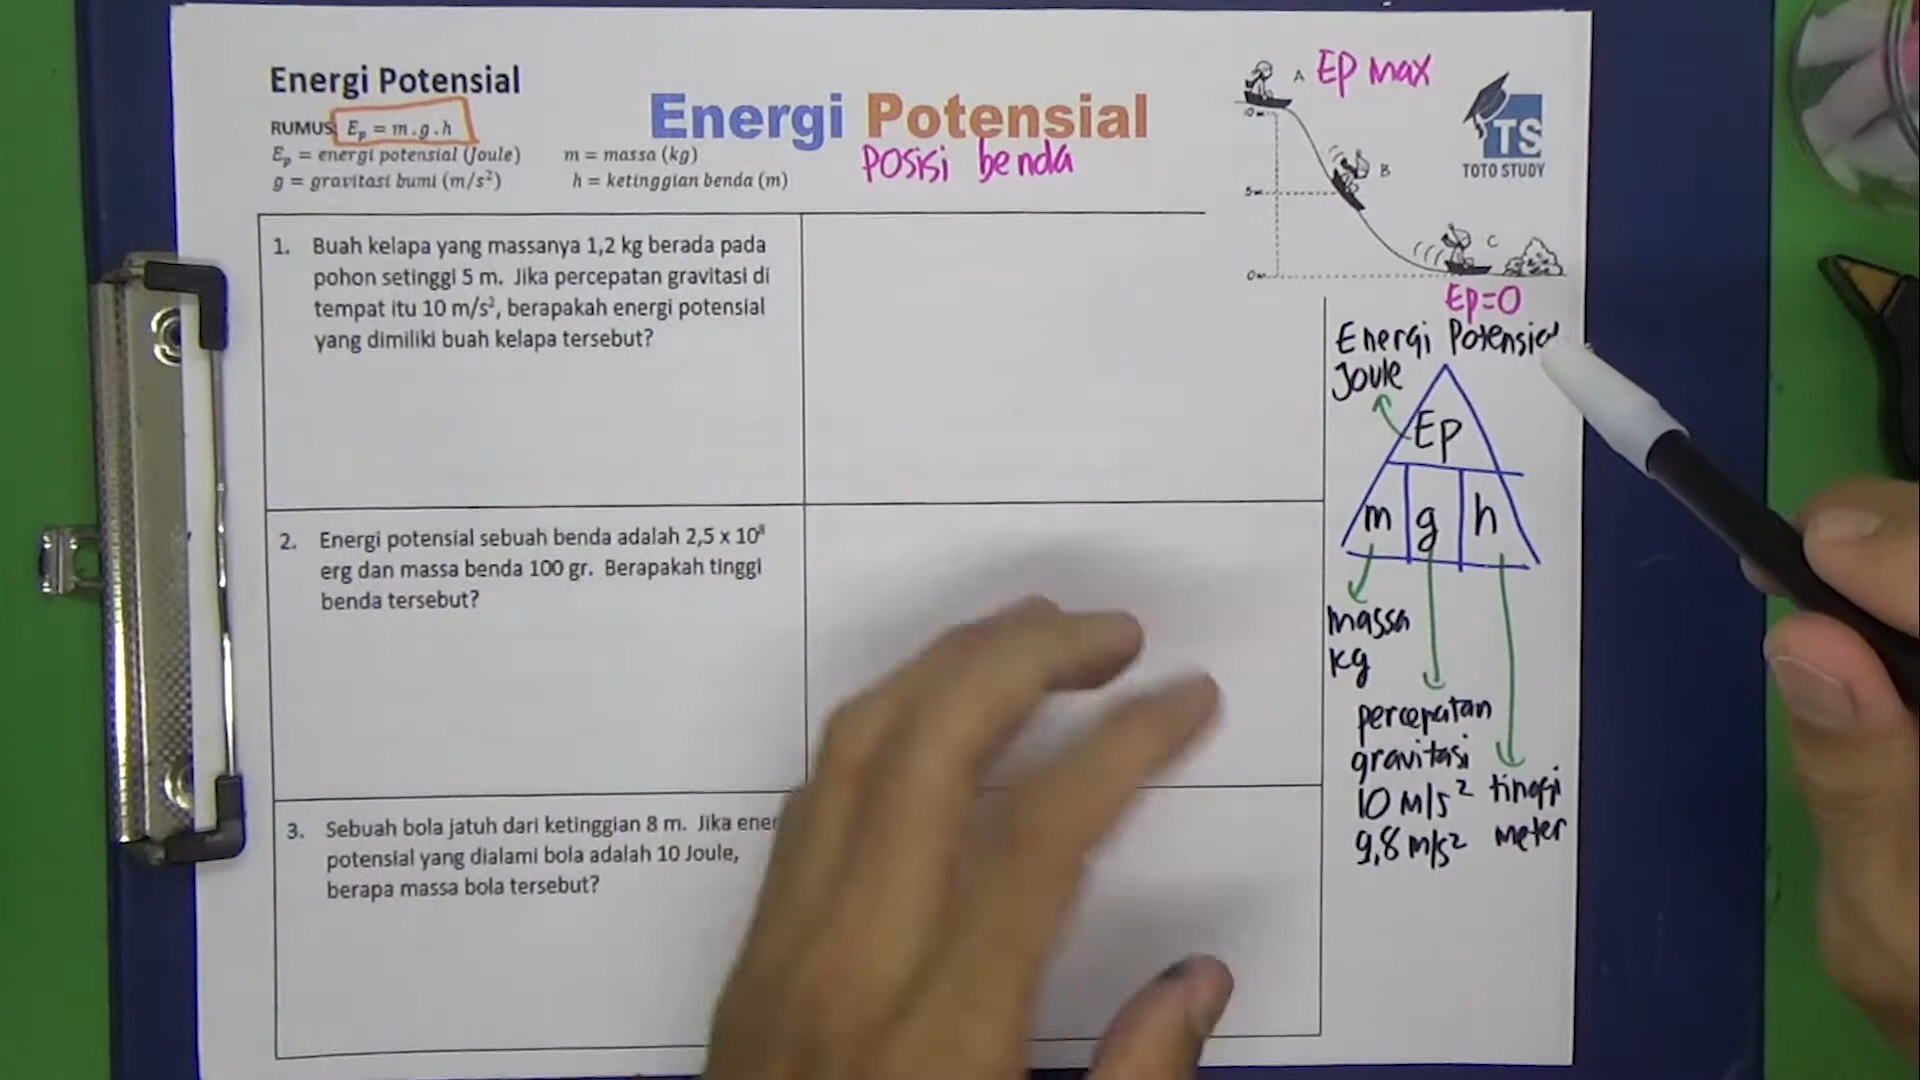 Energi Potensial
RUMUS: E_p = m . g . h
E_p = energi potensial (Joule)
m = massa (kg)
g = gravitasi bumi (m/s²)
h = ketinggian benda (m)
Energi Potensial
Posisi benda
A
Ep max
10 m
B
5 m
C
0 m
Ep=0
TS
TOTO STUDY
1. Buah kelapa yang massanya 1,2 kg berada pada
pohon setinggi 5 m. Jika percepatan gravitasi di
tempat itu 10 m/s², berapakah energi potensial
yang dimiliki buah kelapa tersebut?
2. Energi potensial sebuah benda adalah 2,5 x 10⁸
erg dan massa benda 100 gr. Berapakah tinggi
benda tersebut?
3. Sebuah bola jatuh dari ketinggian 8 m. Jika ener
potensial yang dialami bola adalah 10 Joule,
berapa massa bola tersebut?
Energi Potensial
Joule
Ep
m g h
massa
kg
percepatan
gravitasi
10 m/s²
9,8 m/s²
tinggi
meter